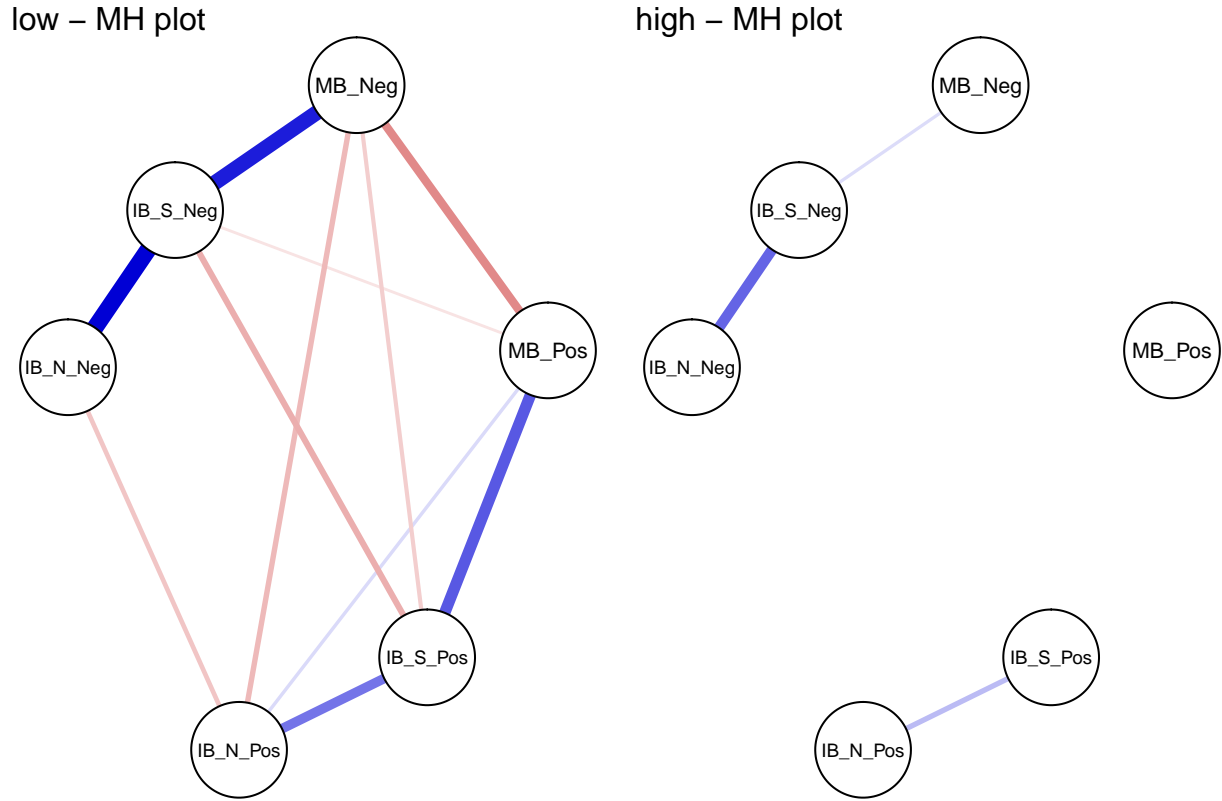 low – MH plot
MB_Neg
IB_S_Neg
MB_Pos
IB_N_Neg
IB_S_Pos
IB_N_Pos
high – MH plot
MB_Neg
IB_S_Neg
MB_Pos
IB_N_Neg
IB_S_Pos
IB_N_Pos